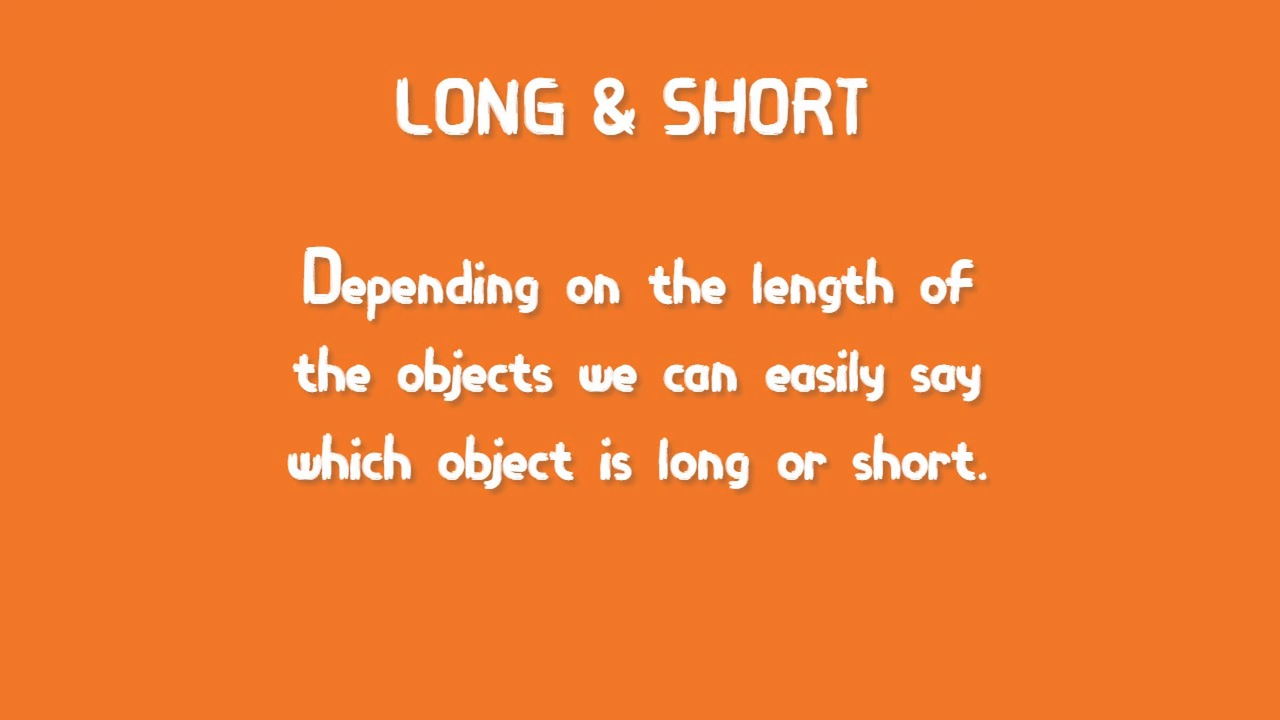 LONG & SHORT
Depending on the length of
the objects we can easily say
which object is long or short.